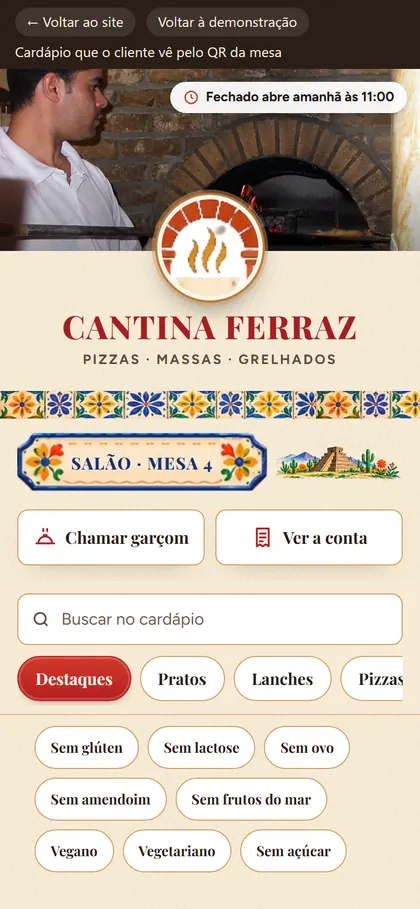 ← Voltar ao site
Voltar à demonstração
Cardápio que o cliente vê pelo QR da mesa
Fechado abre amanhã às 11:00
CANTINA FERRAZ
PIZZAS · MASSAS · GRELHADOS
SALÃO · MESA 4
Chamar garçom
Ver a conta
Buscar no cardápio
Destaques
Pratos
Lanches
Pizzas
Sem glúten
Sem lactose
Sem ovo
Sem amendoim
Sem frutos do mar
Vegano
Vegetariano
Sem açúcar